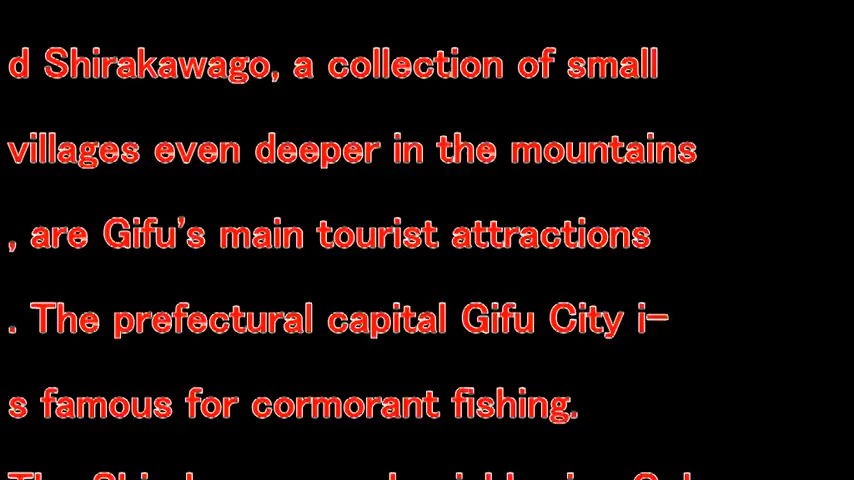 d Shirakawago, a collection of small
villages even deeper in the mountains
, are Gifu's main tourist attractions
. The prefectural capital Gifu City i-
s famous for cormorant fishing.